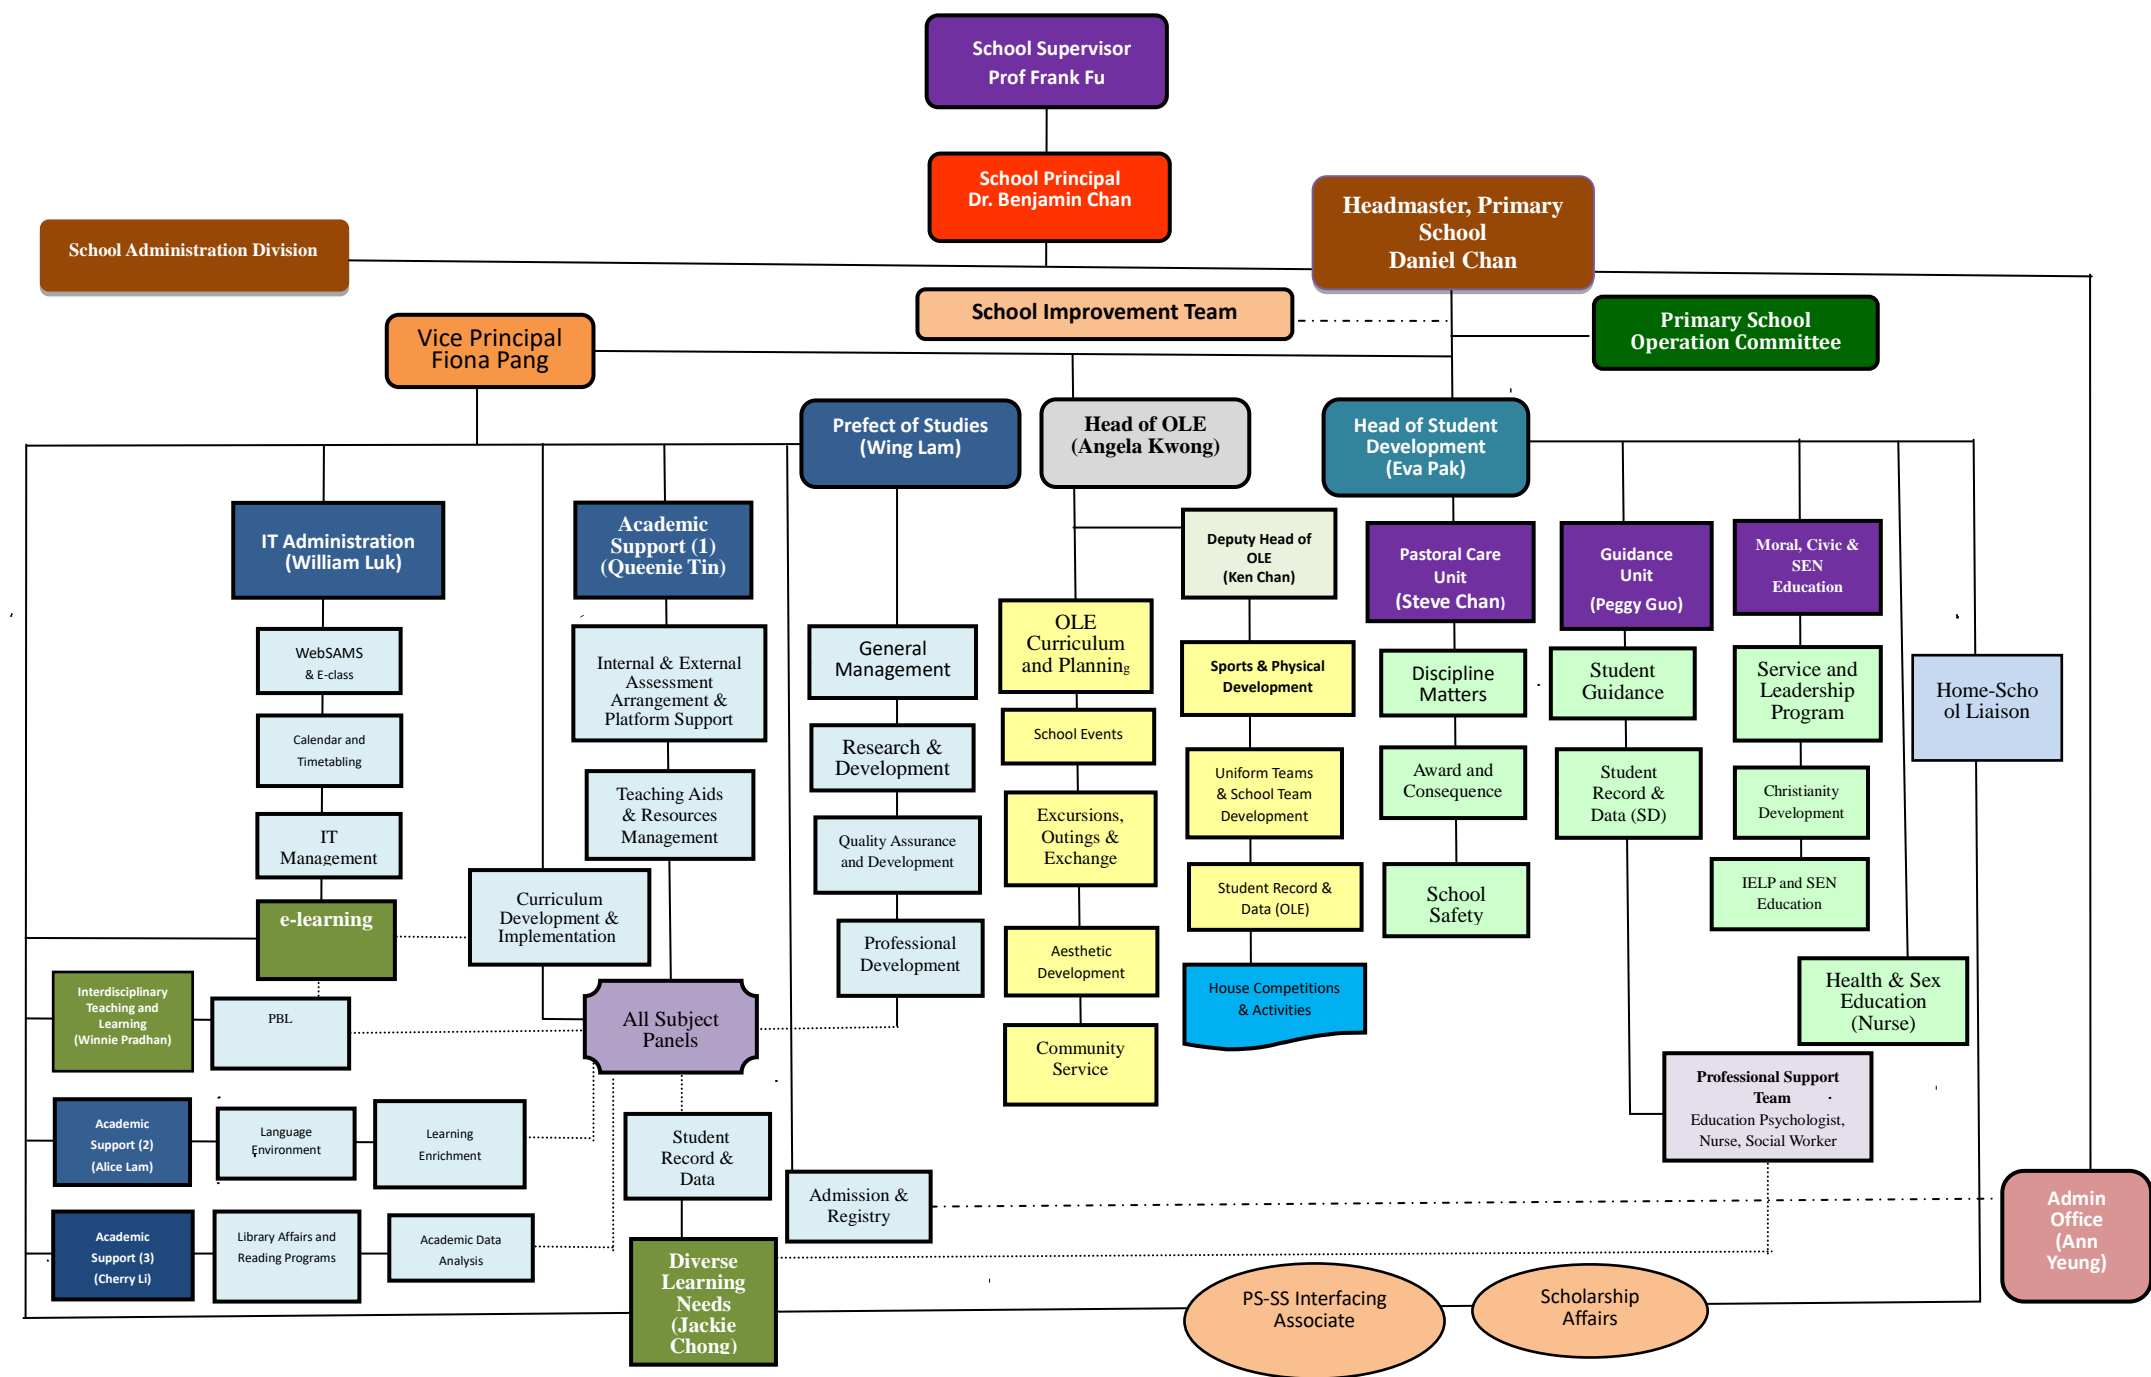 School Supervisor
Prof Frank Fu
School Principal
Dr. Benjamin Chan
Headmaster, Primary
School
Daniel Chan
School Administration Division
School Improvement Team
Primary School
Operation Committee
Vice Principal
Fiona Pang
Prefect of Studies
(Wing Lam)
Head of OLE
(Angela Kwong)
Head of Student
Development
(Eva Pak)
IT Administration
(William Luk)
Academic
Support (1)
(Queenie Tin)
Deputy Head of
OLE
(Ken Chan)
Pastoral Care
Unit
(Steve Chan)
Guidance
Unit
(Peggy Guo)
Moral, Civic &
SEN
Education
WebSAMS
& E-class
Internal & External
Assessment
Arrangement &
Platform Support
General
Management
OLE
Curriculum
and Planning
Sports & Physical
Development
Discipline
Matters
Student
Guidance
Service and
Leadership
Program
Home-Scho
ol Liaison
Calendar and
Timetabling
Teaching Aids
& Resources
Management
Research &
Development
School Events
Uniform Teams
& School Team
Development
Award and
Consequence
Student
Record &
Data (SD)
Christianity
Development
IT
Management
Quality Assurance
and Development
Excursions,
Outings &
Exchange
Student Record &
Data (OLE)
School
Safety
IELP and SEN
Education
e-learning
Curriculum
Development &
Implementation
Professional
Development
Aesthetic
Development
House Competitions
& Activities
Health & Sex
Education
(Nurse)
Interdisciplinary
Teaching and
Learning
(Winnie Pradhan)
PBL
All Subject
Panels
Community
Service
Professional Support
Team
Education Psychologist,
Nurse, Social Worker
Academic
Support (2)
(Alice Lam)
Language
Environment
Learning
Enrichment
Student
Record &
Data
Admission &
Registry
Admin
Office
(Ann
Yeung)
Academic
Support (3)
(Cherry Li)
Library Affairs and
Reading Programs
Academic Data
Analysis
Diverse
Learning
Needs
(Jackie
Chong)
PS-SS Interfacing
Associate
Scholarship
Affairs